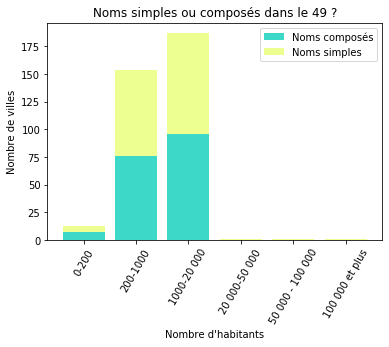 Noms simples ou composés dans le 49 ?
Noms composés
Noms simples
Nombre de villes
175
150
125
100
75
50
25
0
0-200
200-1000
1000-20 000
20 000-50 000
50 000 - 100 000
100 000 et plus
Nombre d'habitants